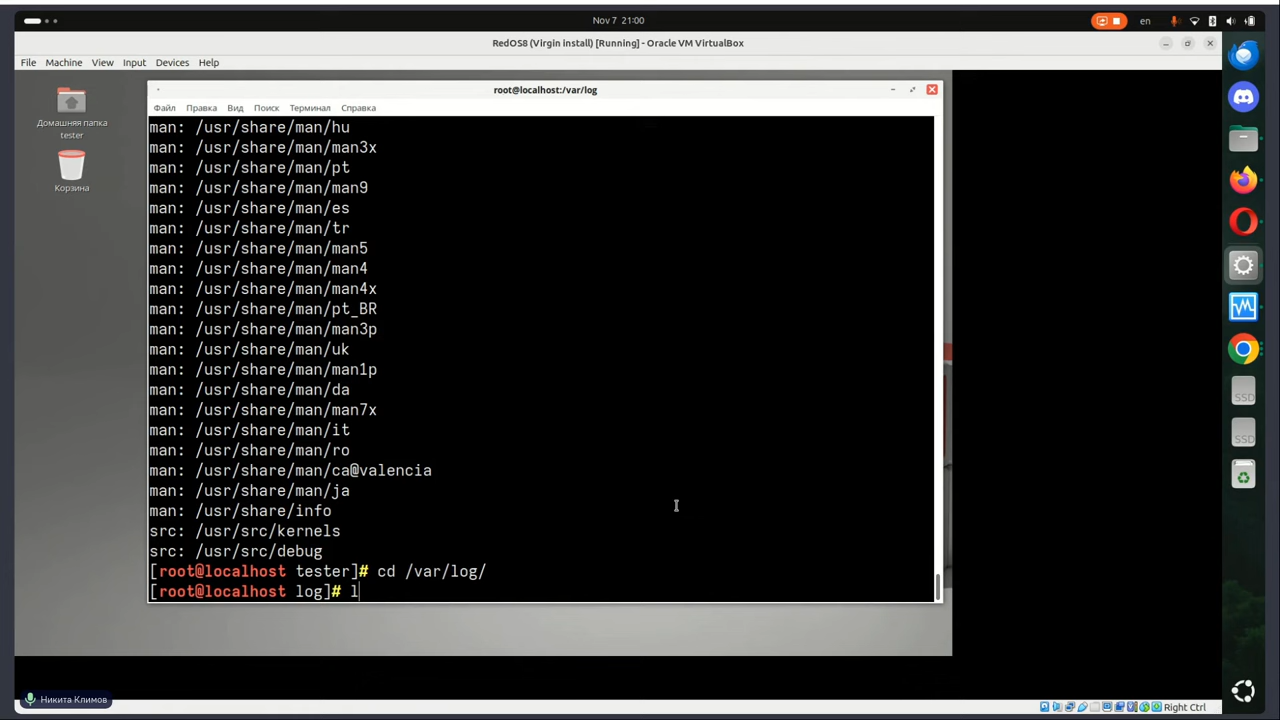 Nov 7 21:00
en
RedOS8 (Virgin install) [Running] - Oracle VM VirtualBox
File Machine View Input Devices Help
root@localhost:/var/log
Файл Правка Вид Поиск Терминал Справка
Домашняя папка
tester
Корзина
man: /usr/share/man/hu
man: /usr/share/man/man3x
man: /usr/share/man/pt
man: /usr/share/man/man9
man: /usr/share/man/es
man: /usr/share/man/tr
man: /usr/share/man/man5
man: /usr/share/man/man4
man: /usr/share/man/man4x
man: /usr/share/man/pt_BR
man: /usr/share/man/man3p
man: /usr/share/man/uk
man: /usr/share/man/man1p
man: /usr/share/man/da
man: /usr/share/man/man7x
man: /usr/share/man/it
man: /usr/share/man/ro
man: /usr/share/man/ca@valencia
man: /usr/share/man/ja
man: /usr/share/info
src: /usr/src/kernels
src: /usr/src/debug
[root@localhost tester]# cd /var/log/
[root@localhost log]# l
SSD
SSD
Никита Климов
Right Ctrl